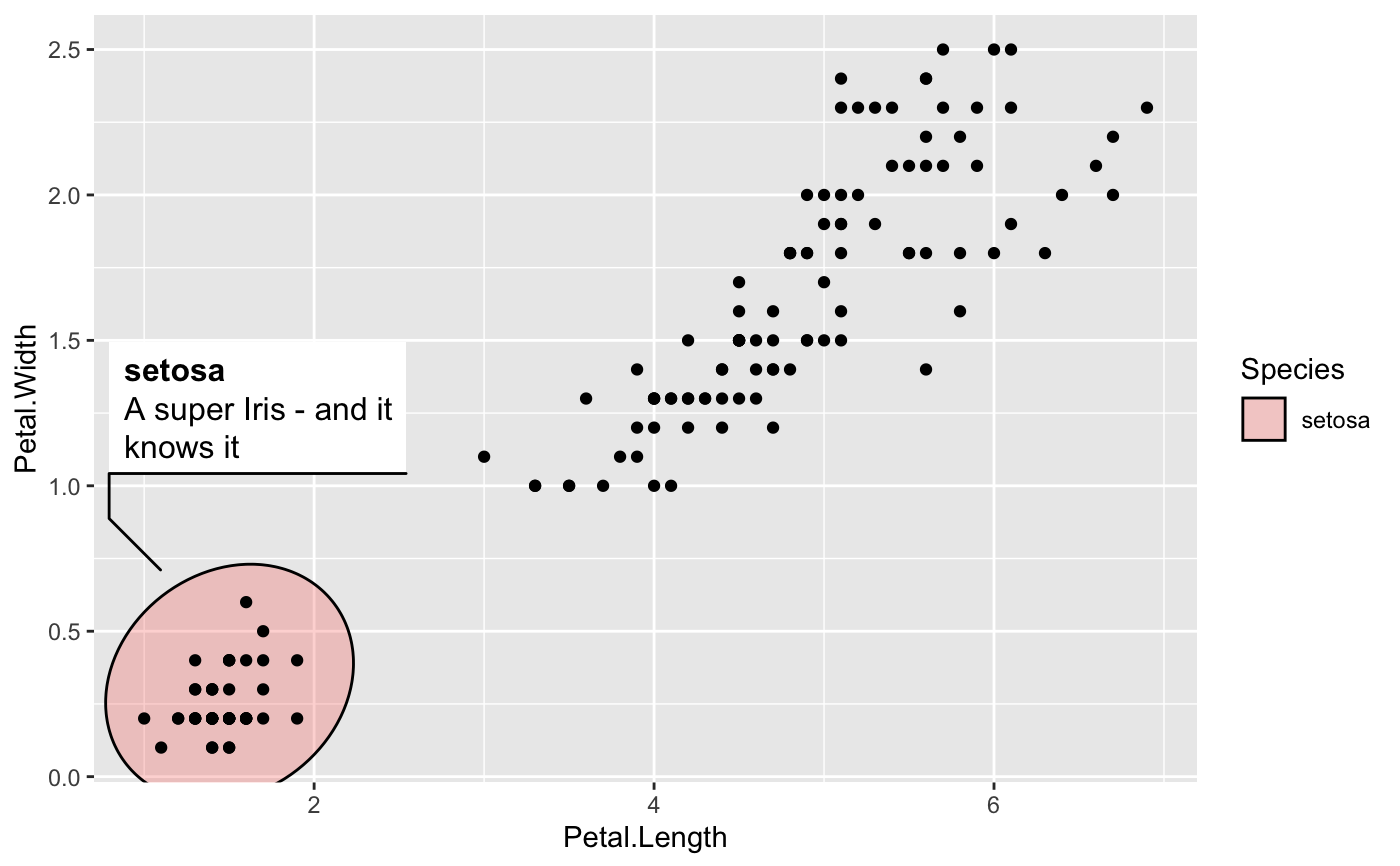 2.5
2.0
1.5
1.0
0.5
0.0
Petal.Width
setosa
A super Iris - and it
knows it
2 4 6
Petal.Length
Species
setosa